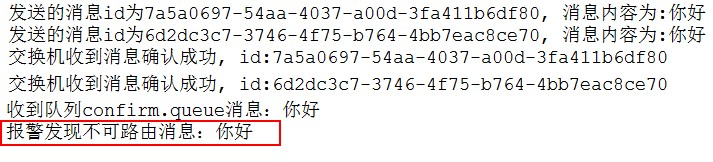 发送的消息id为7a5a0697-54aa-4037-a00d-3fa411b6df80, 消息内容为:你好
发送的消息id为6d2dc3c7-3746-4f75-b764-4bb7eac8ce70, 消息内容为:你好
交换机收到消息确认成功, id:7a5a0697-54aa-4037-a00d-3fa411b6df80
交换机收到消息确认成功, id:6d2dc3c7-3746-4f75-b764-4bb7eac8ce70
收到队列confirm.queue消息：你好
报警发现不可路由消息：你好